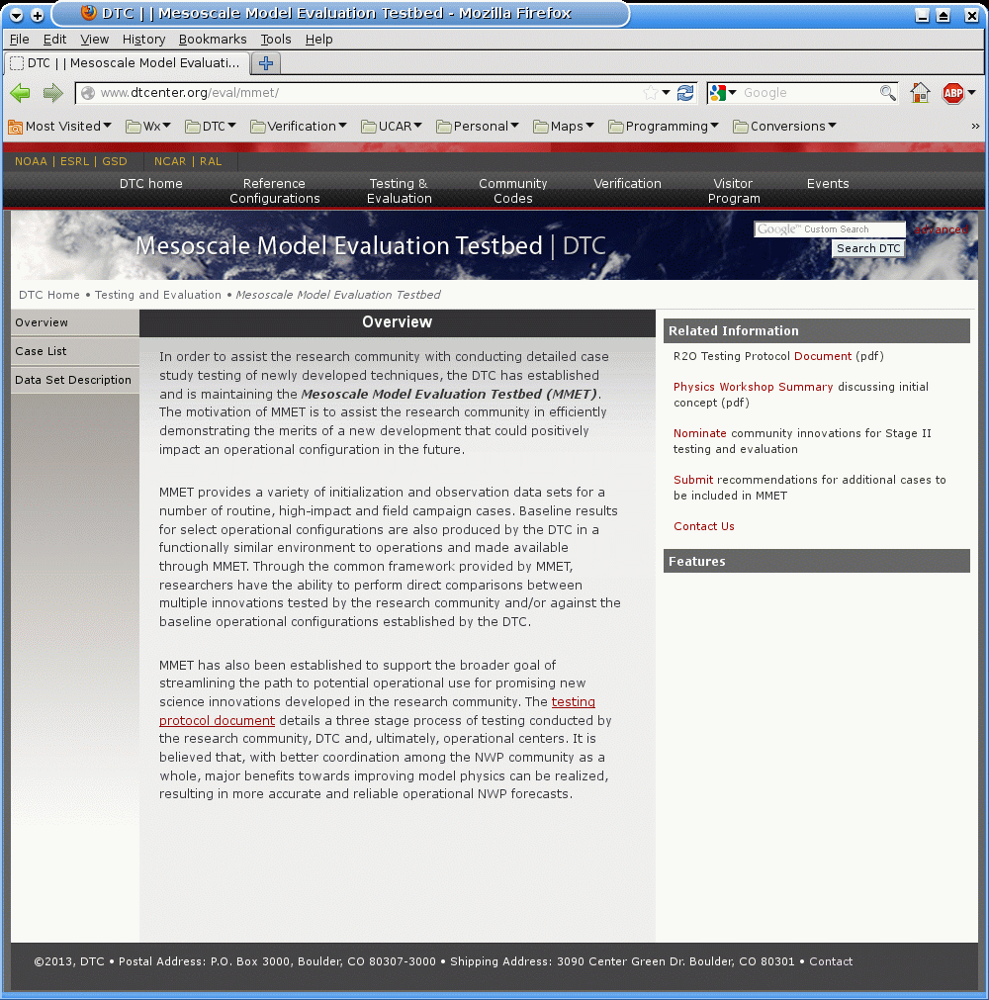 DTC | | Mesoscale Model Evaluation Testbed - Mozilla Firefox
File Edit View History Bookmarks Tools Help
DTC | | Mesoscale Model Evaluati...
www.dtcenter.org/eval/mmet/
Google
ABP
Most Visited Wx DTC Verification UCAR Personal Maps Programming Conversions »
NOAA | ESRL | GSD NCAR | RAL
DTC home Reference Testing & Community Verification Visitor Events
Configurations Evaluation Codes Program
Mesoscale Model Evaluation Testbed | DTC
Google™ Custom Search
advanced
Search DTC
DTC Home • Testing and Evaluation • Mesoscale Model Evaluation Testbed
Overview
Case List
Data Set Description
Overview
In order to assist the research community with conducting detailed case
study testing of newly developed techniques, the DTC has established
and is maintaining the Mesoscale Model Evaluation Testbed (MMET).
The motivation of MMET is to assist the research community in efficiently
demonstrating the merits of a new development that could positively
impact an operational configuration in the future.
MMET provides a variety of initialization and observation data sets for a
number of routine, high-impact and field campaign cases. Baseline results
for select operational configurations are also produced by the DTC in a
functionally similar environment to operations and made available
through MMET. Through the common framework provided by MMET,
researchers have the ability to perform direct comparisons between
multiple innovations tested by the research community and/or against the
baseline operational configurations established by the DTC.
MMET has also been established to support the broader goal of
streamlining the path to potential operational use for promising new
science innovations developed in the research community. The testing
protocol document details a three stage process of testing conducted by
the research community, DTC and, ultimately, operational centers. It is
believed that, with better coordination among the NWP community as a
whole, major benefits towards improving model physics can be realized,
resulting in more accurate and reliable operational NWP forecasts.
Related Information
R2O Testing Protocol Document (pdf)
Physics Workshop Summary discussing initial
concept (pdf)
Nominate community innovations for Stage II
testing and evaluation
Submit recommendations for additional cases to
be included in MMET
Contact Us
Features
©2013, DTC • Postal Address: P.O. Box 3000, Boulder, CO 80307-3000 • Shipping Address: 3090 Center Green Dr. Boulder, CO 80301 • Contact